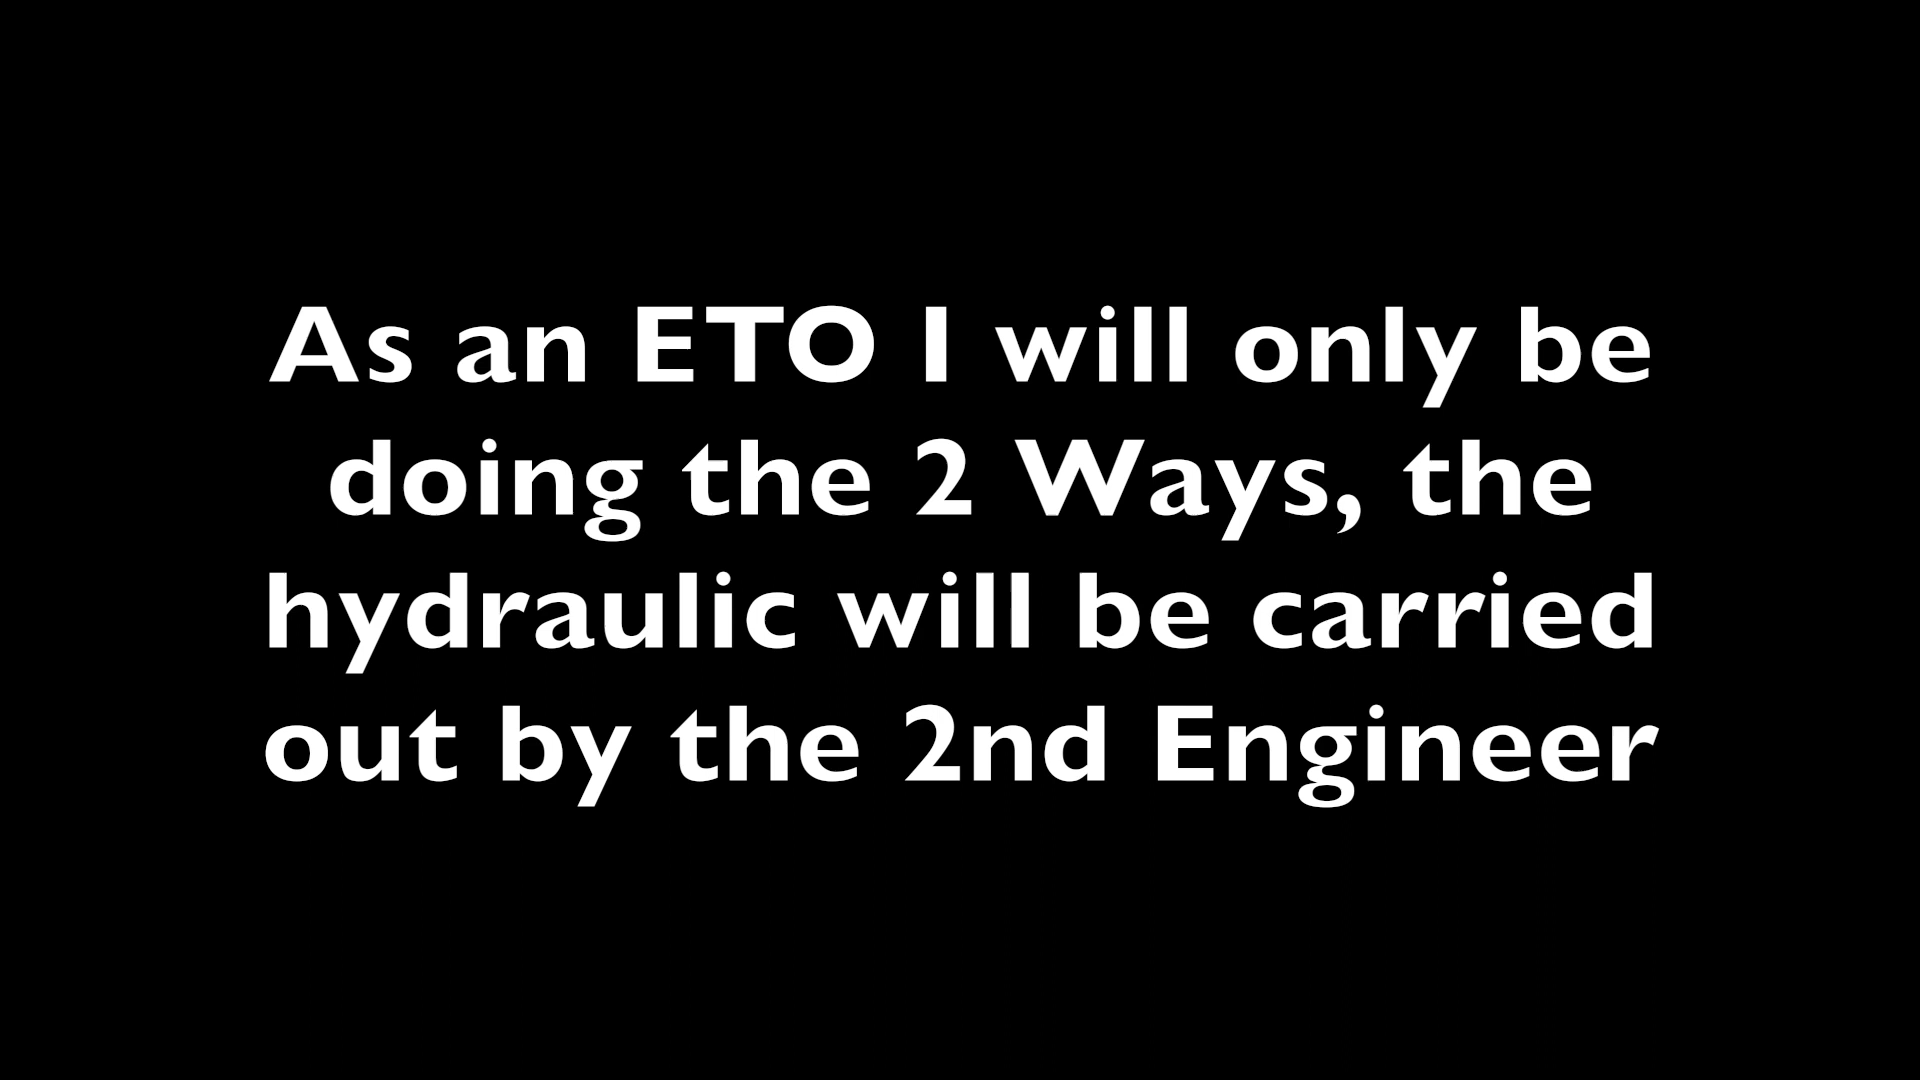 As an ETO I will only be
doing the 2 Ways, the
hydraulic will be carried
out by the 2nd Engineer